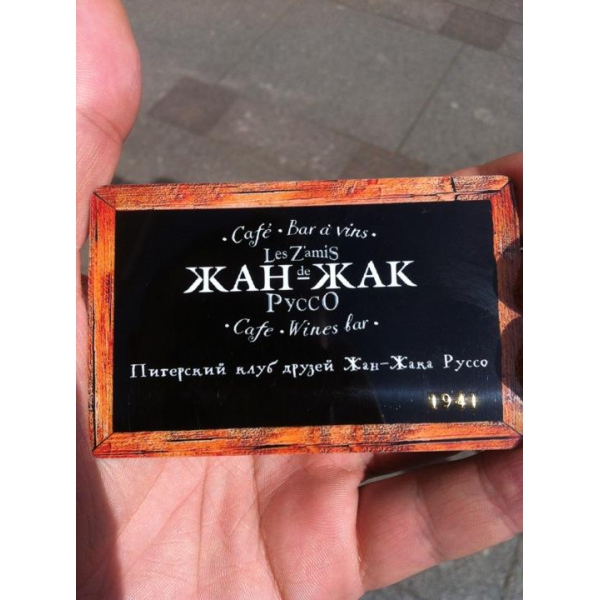 · Café · Bar à vins ·
Les Z'amiS
ЖАН-ЖАК
de
РуссО
· Cafe · Wines bar ·
Питерский клуб друзей Жан-Жака Руссо
1941